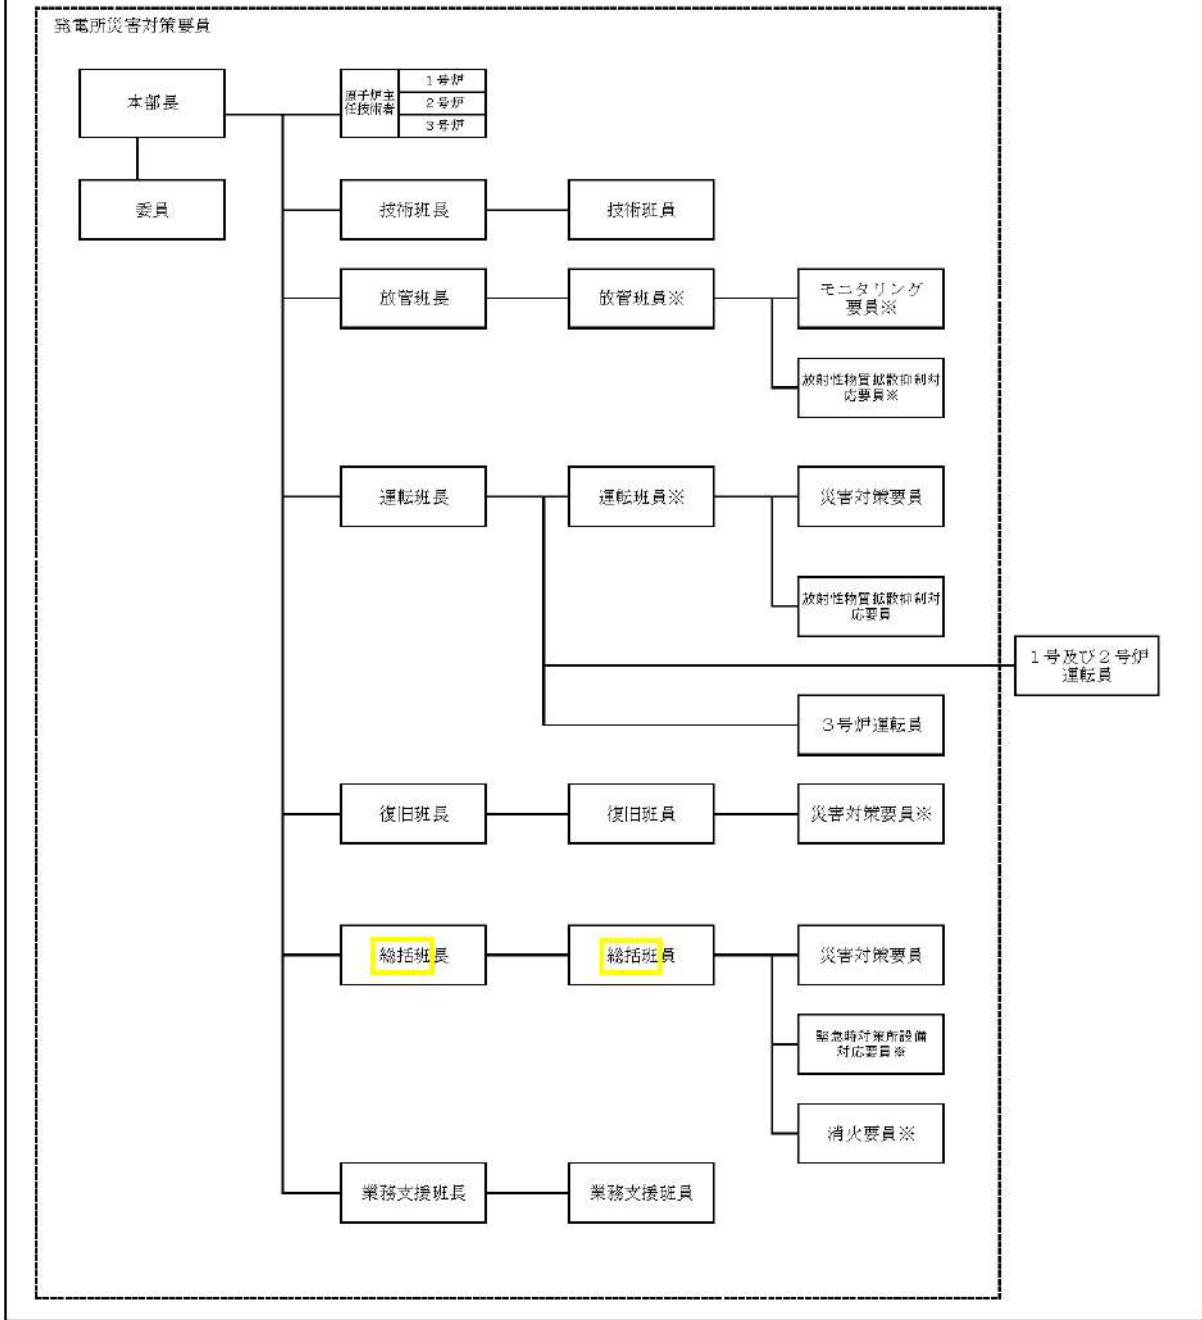 発電所災害対策要員
本部長
委員
原子炉主
任技術者
1号炉
2号炉
3号炉
技術班長
技術班員
放管班長
放管班員※
モニタリング
要員※
放射性物質拡散抑制対
応要員※
運転班長
運転班員※
災害対策要員
放射性物質拡散抑制対
応要員
1号及び2号炉
運転員
3号炉運転員
復旧班長
復旧班員
災害対策要員※
総括班長
総括班員
災害対策要員
緊急時対策所設備
対応要員※
消火要員※
業務支援班長
業務支援班員